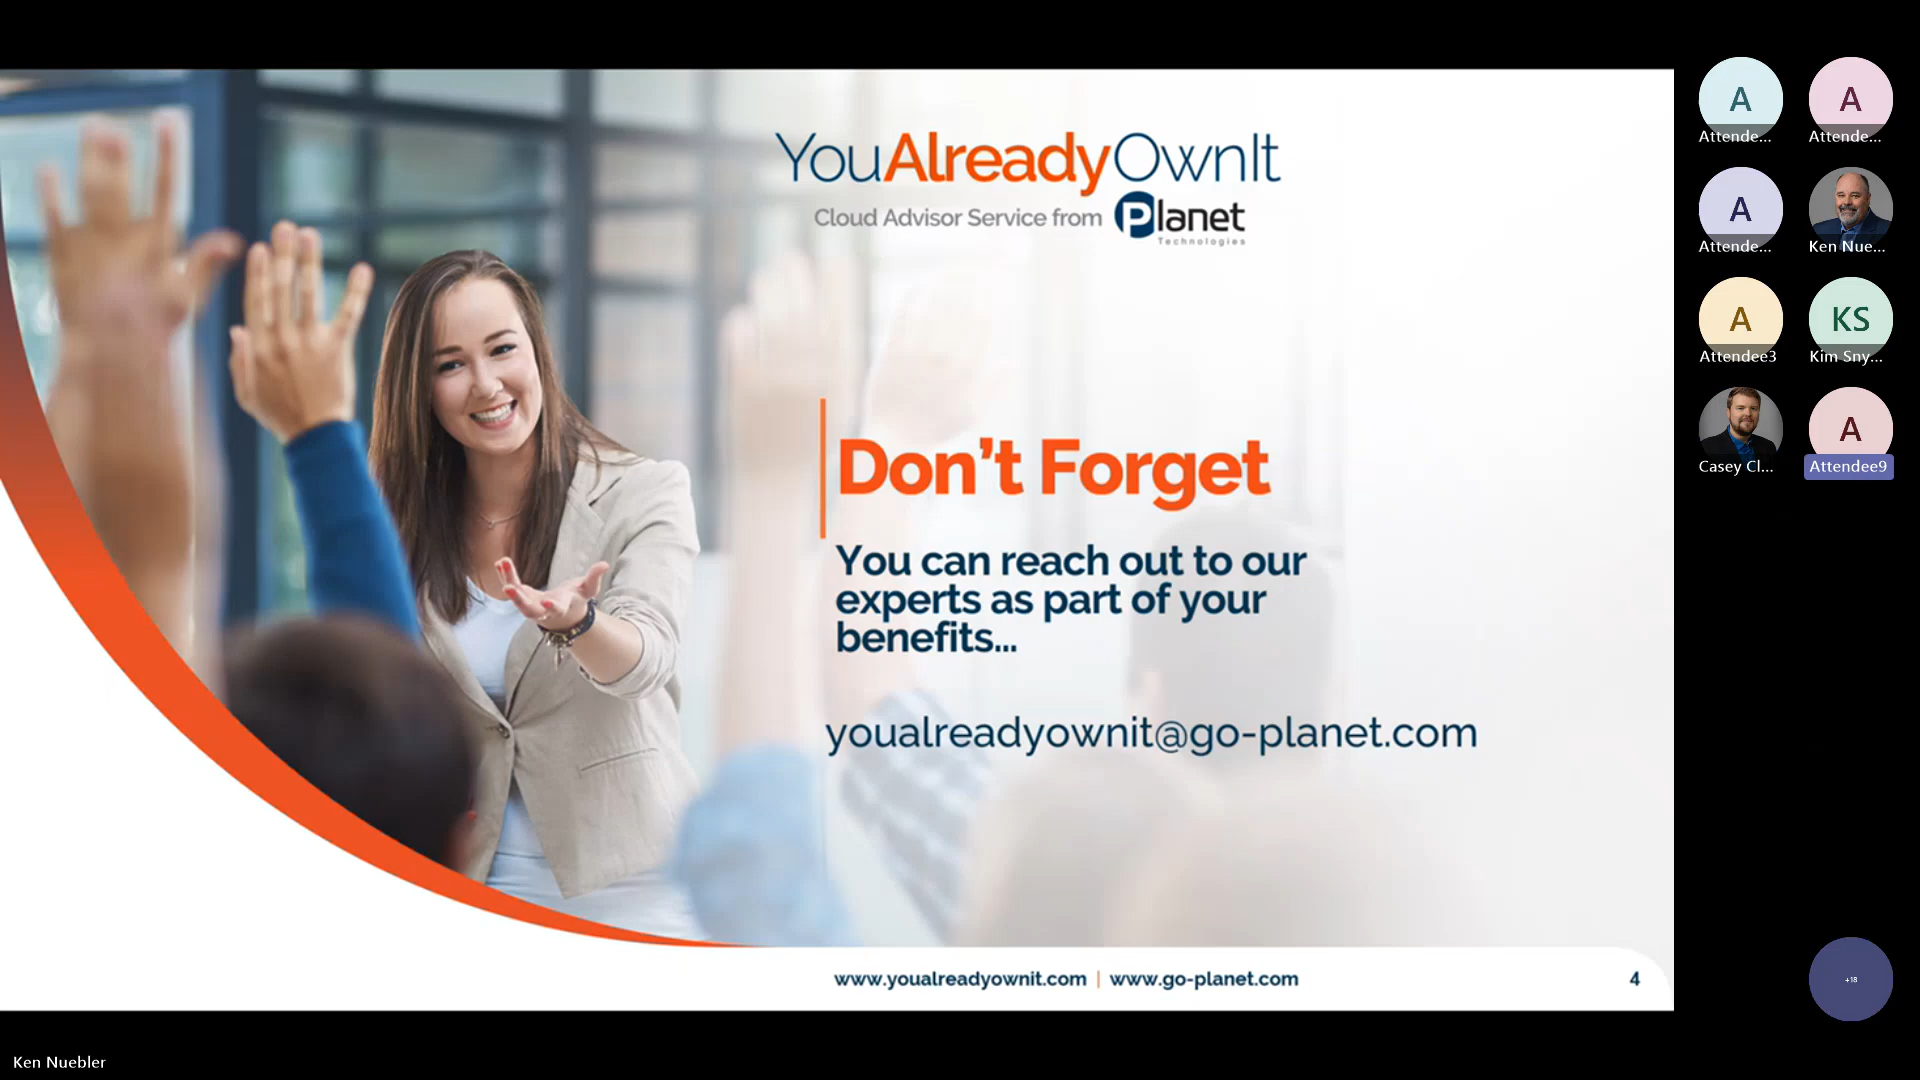 YouAlreadyOwnIt
Cloud Advisor Service from Planet
Technologies
Don't Forget
You can reach out to our
experts as part of your
benefits...
youalreadyownit@go-planet.com
www.youalreadyownit.com | www.go-planet.com
4
A
Attende...
A
Attende...
A
Attende...
Ken Nue...
A
Attendee3
KS
Kim Sny...
Casey Cl...
A
Attendee9
+18
Ken Nuebler